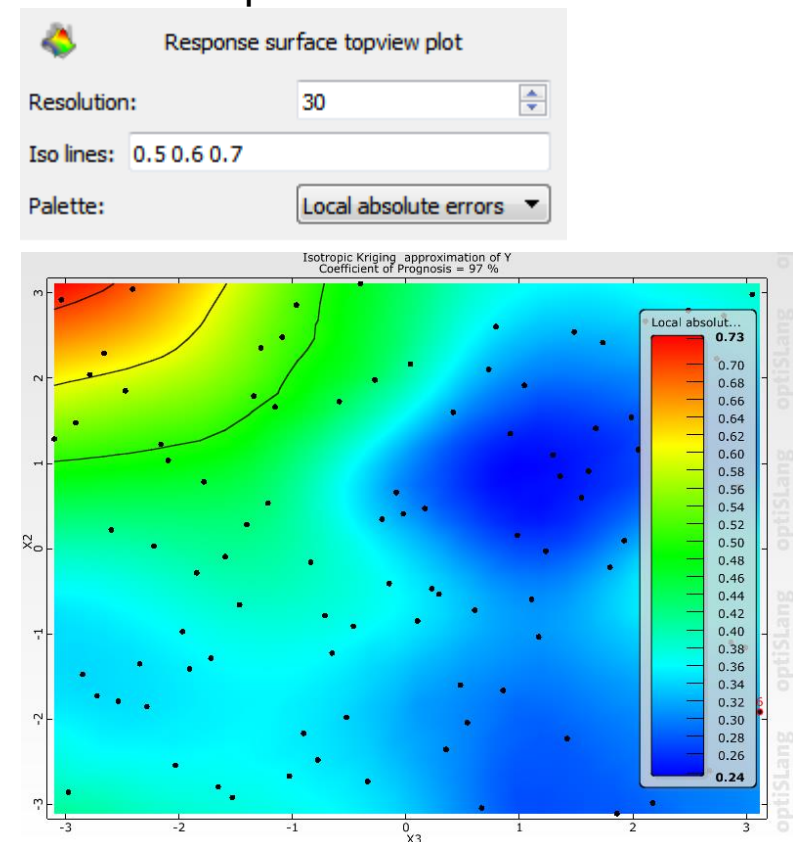 Response surface topview plot
Resolution: 30
Iso lines: 0.5 0.6 0.7
Palette: Local absolute errors
Isotropic Kriging approximation of Y
Coefficient of Prognosis = 97 %
Local absolut...
0.73
0.70
0.68
0.66
0.64
0.62
0.60
0.58
0.56
0.54
0.52
0.50
0.48
0.46
0.44
0.42
0.40
0.38
0.36
0.34
0.32
0.30
0.28
0.26
0.24
3
2
1
0
-1
-2
-3
X2
-3 -2 -1 0 1 2 3
X3
optiSLang
optiSLang
optiSLang
optiSLang